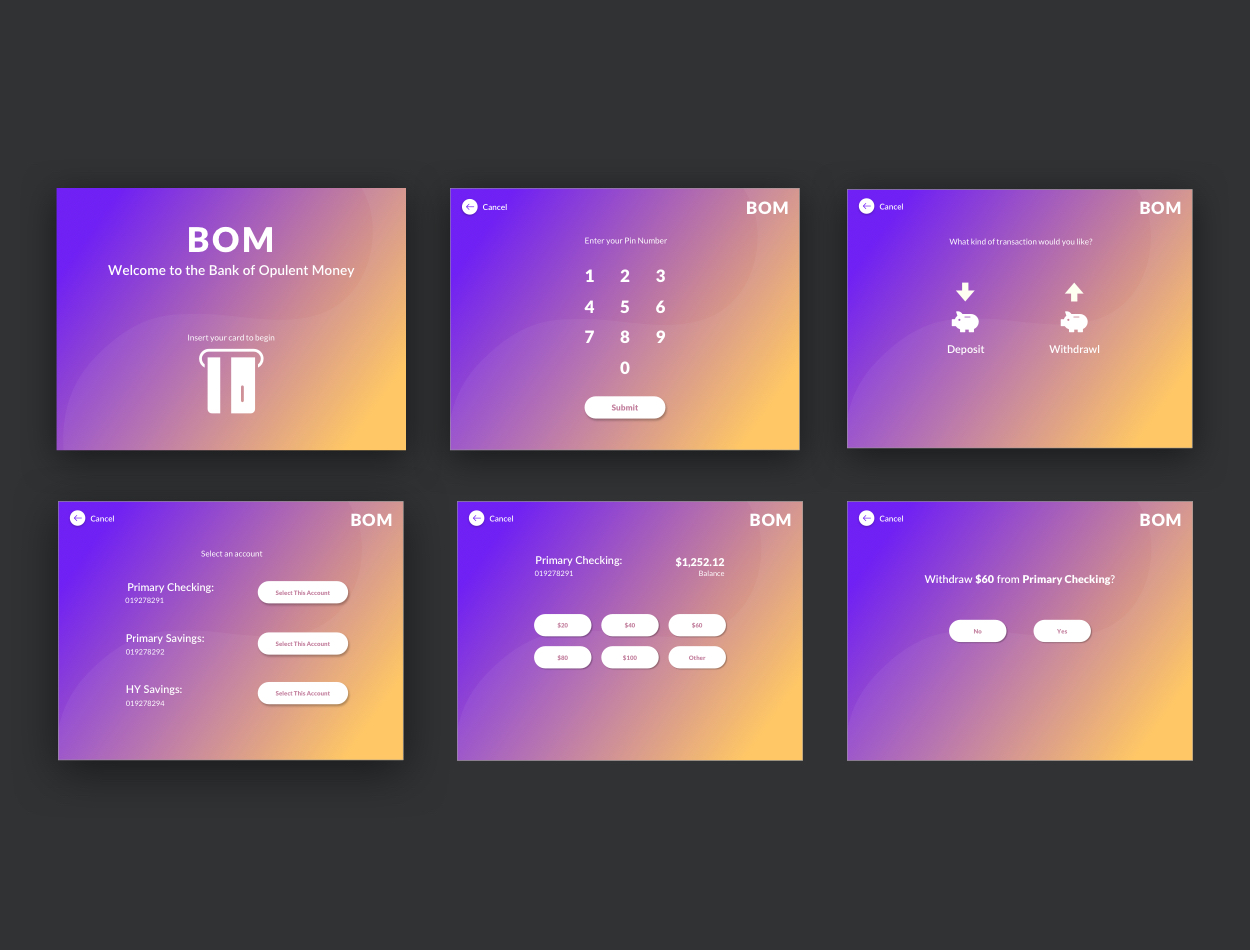 BOM
Welcome to the Bank of Opulent Money
Insert your card to begin
Cancel
BOM
Enter your Pin Number
1 2 3
4 5 6
7 8 9
0
Submit
Cancel
BOM
What kind of transaction would you like?
Deposit
Withdrawl
Cancel
BOM
Select an account
Primary Checking:
019278291
Select This Account
Primary Savings:
019278292
Select This Account
HY Savings:
019278294
Select This Account
Cancel
BOM
Primary Checking:
019278291
$1,252.12
Balance
$20 $40 $60
$80 $100 Other
Cancel
BOM
Withdraw $60 from Primary Checking?
No Yes